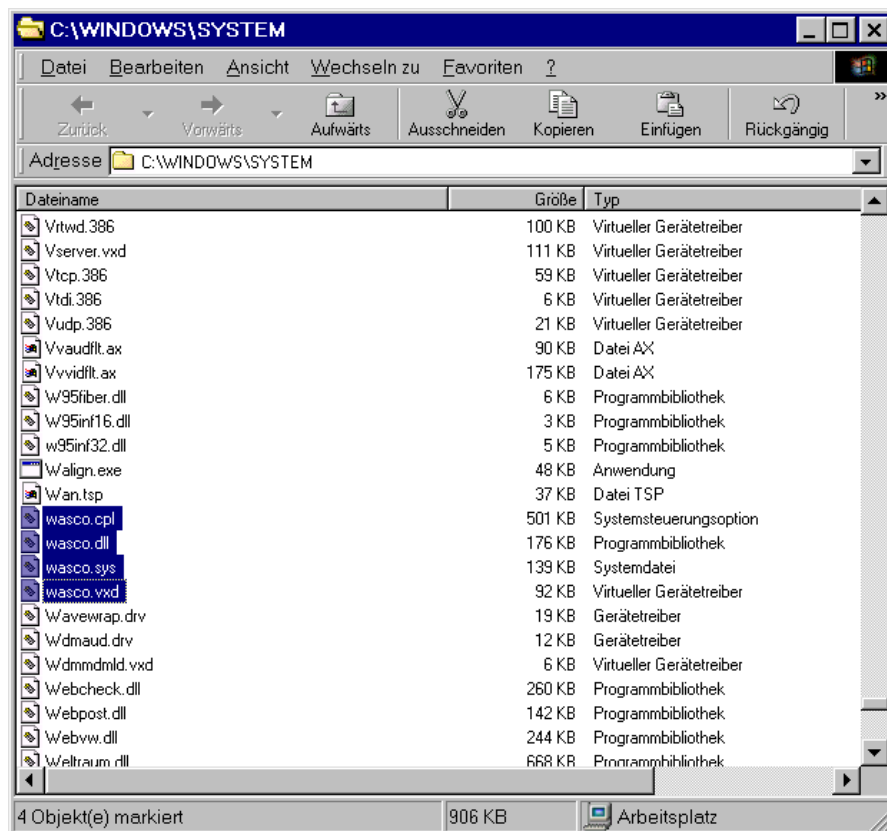 C:\WINDOWS\SYSTEM
Datei Bearbeiten Ansicht Wechseln zu Favoriten ?
Zurück Vorwärts Aufwärts Ausschneiden Kopieren Einfügen Rückgängig »
Adresse C:\WINDOWS\SYSTEM
Dateiname Größe Typ
Vrtwd.386 100 KB Virtueller Gerätetreiber
Vserver.vxd 111 KB Virtueller Gerätetreiber
Vtcp.386 59 KB Virtueller Gerätetreiber
Vtdi.386 6 KB Virtueller Gerätetreiber
Vudp.386 21 KB Virtueller Gerätetreiber
Vvaudflt.ax 90 KB Datei AX
Vvvidflt.ax 175 KB Datei AX
W95fiber.dll 6 KB Programmbibliothek
W95inf16.dll 3 KB Programmbibliothek
w95inf32.dll 5 KB Programmbibliothek
Walign.exe 48 KB Anwendung
Wan.tsp 37 KB Datei TSP
wasco.cpl 501 KB Systemsteuerungsoption
wasco.dll 176 KB Programmbibliothek
wasco.sys 139 KB Systemdatei
wasco.vxd 92 KB Virtueller Gerätetreiber
Wavewrap.drv 19 KB Gerätetreiber
Wdmaud.drv 12 KB Gerätetreiber
Wdmmdmld.vxd 6 KB Virtueller Gerätetreiber
Webcheck.dll 260 KB Programmbibliothek
Webpost.dll 142 KB Programmbibliothek
Webvw.dll 244 KB Programmbibliothek
Weltraum.dll 668 KB Programmbibliothek
4 Objekt(e) markiert 906 KB Arbeitsplatz